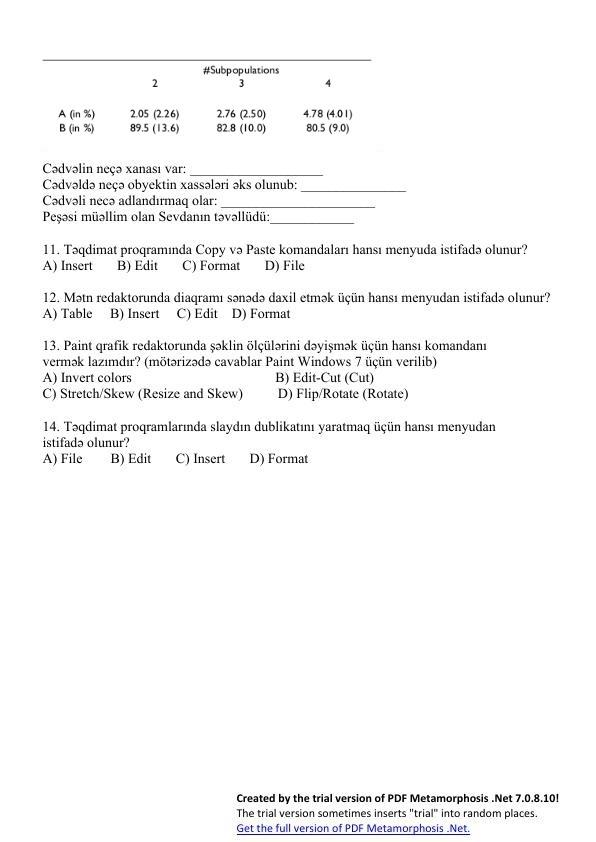 #Subpopulations
2 3 4
A (in %) 2.05 (2.26) 2.76 (2.50) 4.78 (4.01)
B (in %) 89.5 (13.6) 82.8 (10.0) 80.5 (9.0)
Cədvəlin neçə xanası var: ___________________
Cədvəldə neçə obyektin xassələri əks olunub: _______________
Cədvəli necə adlandırmaq olar: ______________________
Peşəsi müəllim olan Sevdanın təvəllüdü:____________
11. Təqdimat proqramında Copy və Paste komandaları hansı menyuda istifadə olunur?
A) Insert B) Edit C) Format D) File
12. Mətn redaktorunda diaqramı sənədə daxil etmək üçün hansı menyudan istifadə olunur?
A) Table B) Insert C) Edit D) Format
13. Paint qrafik redaktorunda şəklin ölçülərini dəyişmək üçün hansı komandanı
vermək lazımdır? (mötərizədə cavablar Paint Windows 7 üçün verilib)
A) Invert colors B) Edit-Cut (Cut)
C) Stretch/Skew (Resize and Skew) D) Flip/Rotate (Rotate)
14. Təqdimat proqramlarında slaydın dublikatını yaratmaq üçün hansı menyudan
istifadə olunur?
A) File B) Edit C) Insert D) Format
Created by the trial version of PDF Metamorphosis .Net 7.0.8.10!
The trial version sometimes inserts "trial" into random places.
Get the full version of PDF Metamorphosis .Net.